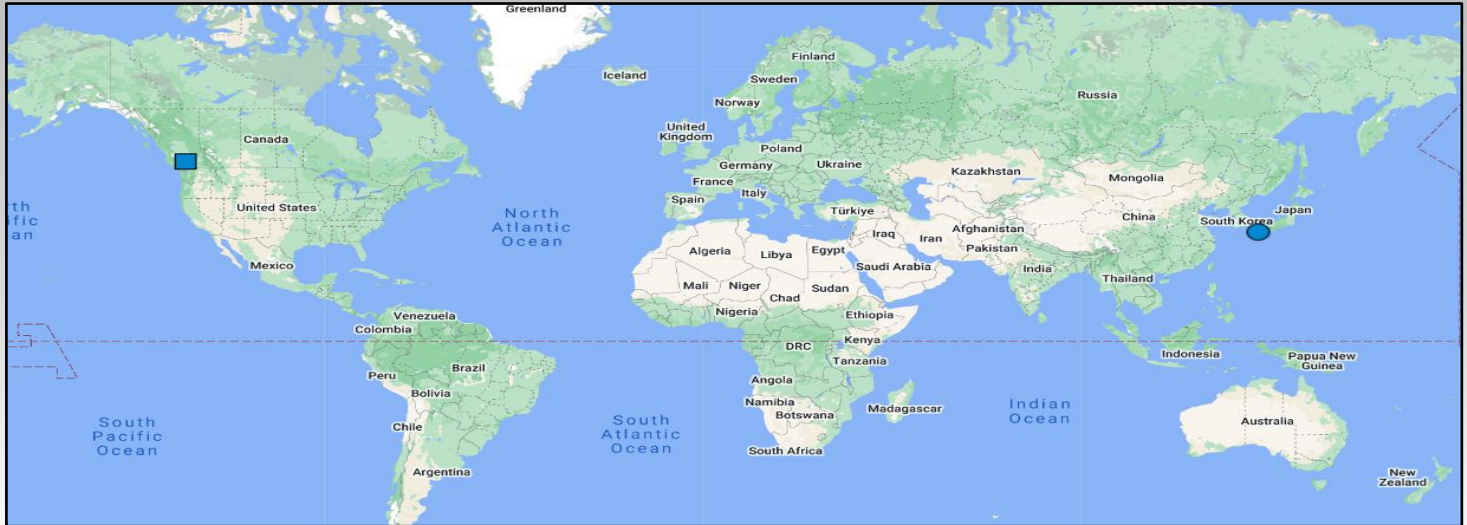 Greenland
Iceland
Finland
Sweden
Norway
Russia
United
Kingdom
Canada
Poland
Germany
Ukraine
France
Kazakhstan
Mongolia
Italy
Spain
United States
North
Atlantic
Ocean
Türkiye
China
South Korea
Japan
th
ific
an
Iraq
Iran
Afghanistan
Pakistan
Algeria
Libya
Egypt
Saudi Arabia
Mexico
India
Thailand
Mali
Niger
Chad
Sudan
Nigeria
Ethiopia
Venezuela
Colombia
DRC
Kenya
Tanzania
Indonesia
Papua New
Guinea
Peru
Brazil
Bolivia
Angola
Namibia
Botswana
Madagascar
Indian
Ocean
South
Pacific
Ocean
Chile
South
Atlantic
Ocean
Australia
South Africa
Argentina
New
Zealand